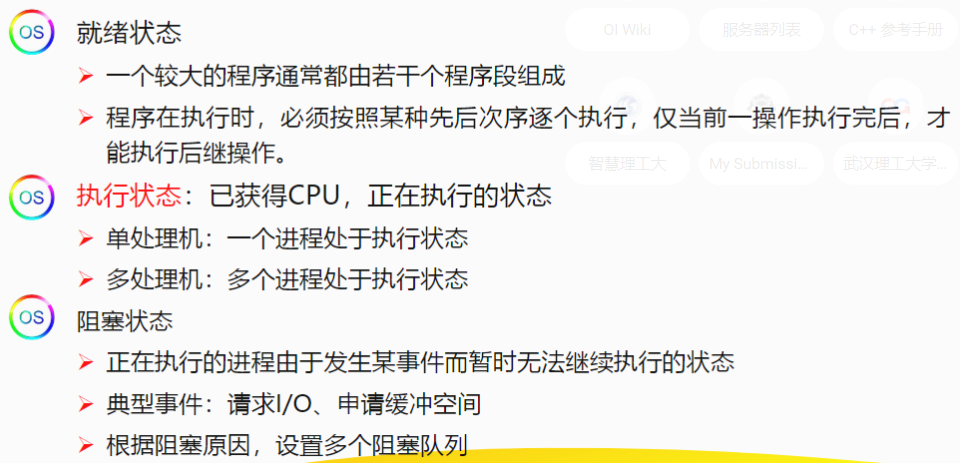 OS 就绪状态
OI Wiki 服务器列表 C++ 参考手册
一个较大的程序通常都由若干个程序段组成
程序在执行时，必须按照某种先后次序逐个执行，仅当前一操作执行完后，才
能执行后继操作。
智慧理工大 My Submissi... 武汉理工大学...
OS 执行状态：已获得CPU，正在执行的状态
单处理机：一个进程处于执行状态
多处理机：多个进程处于执行状态
OS 阻塞状态
正在执行的进程由于发生某事件而暂时无法继续执行的状态
典型事件：请求I/O、申请缓冲空间
根据阻塞原因，设置多个阻塞队列